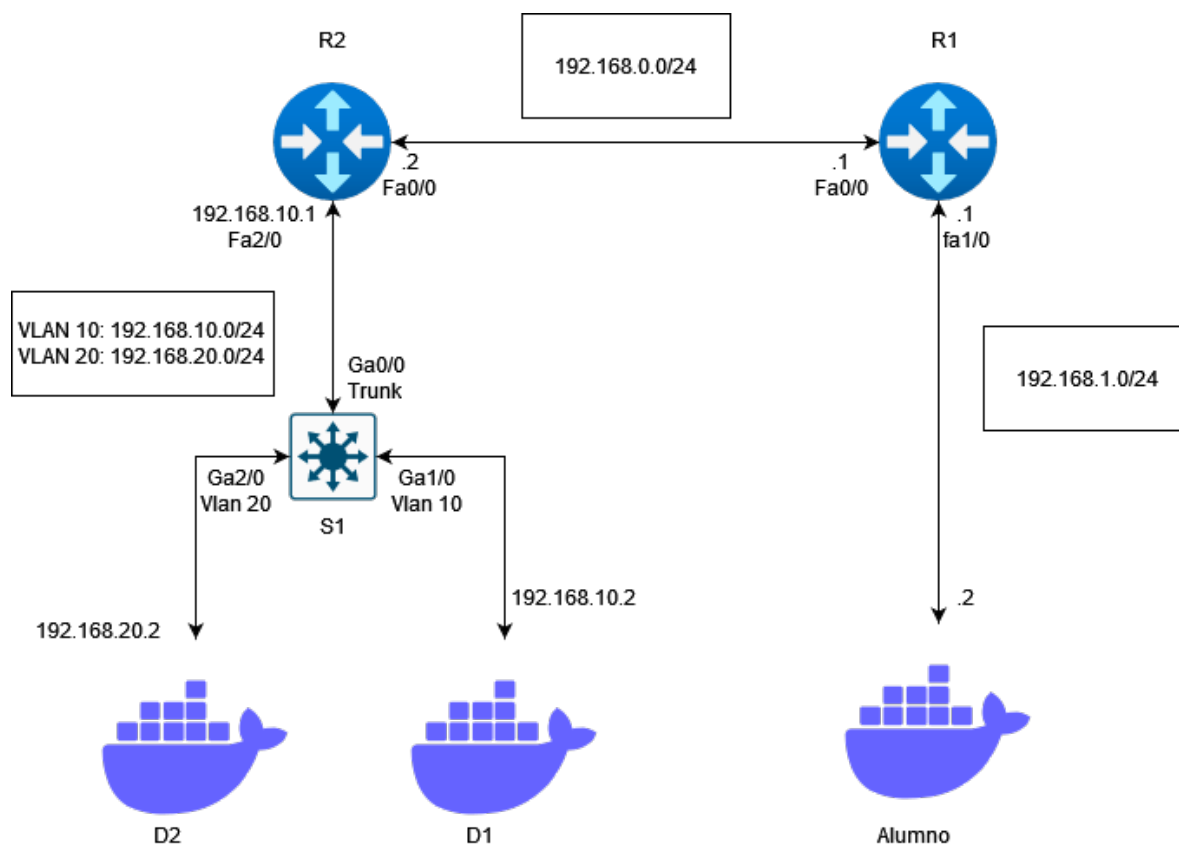 R2
R1
192.168.0.0/24
.2
Fa0/0
.1
Fa0/0
192.168.10.1
Fa2/0
.1
fa1/0
VLAN 10: 192.168.10.0/24
VLAN 20: 192.168.20.0/24
192.168.1.0/24
Ga0/0
Trunk
Ga2/0
Vlan 20
Ga1/0
Vlan 10
S1
192.168.20.2
192.168.10.2
.2
D2
D1
Alumno